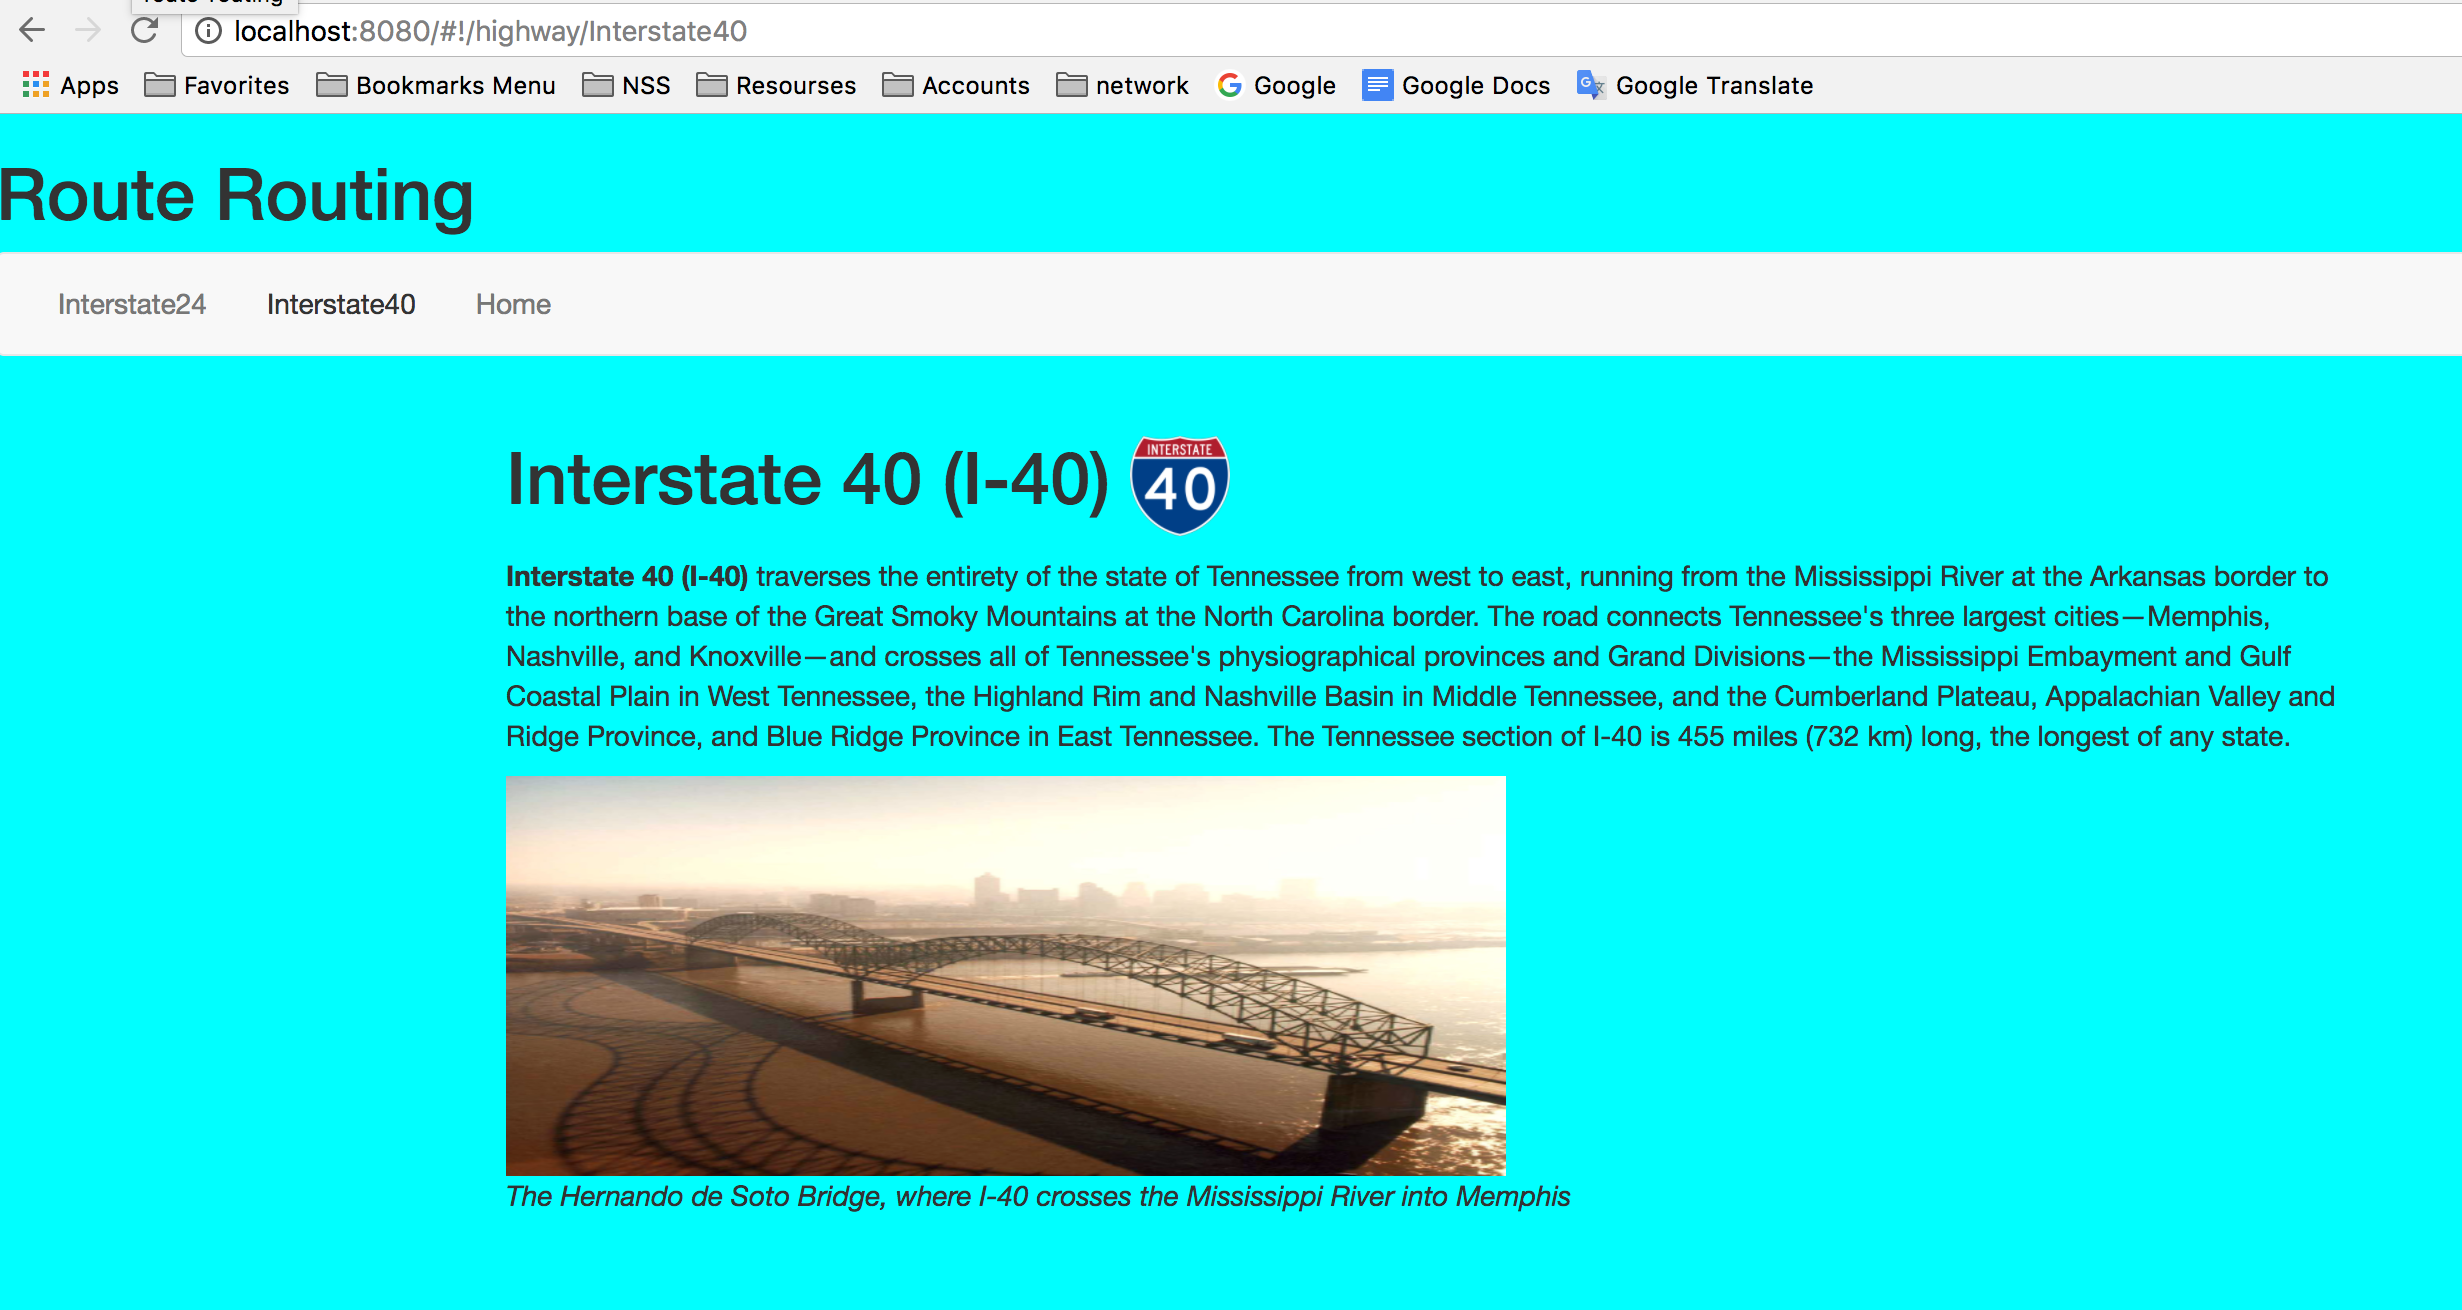 localhost:8080/#!/highway/Interstate40
Apps Favorites Bookmarks Menu NSS Resourses Accounts network Google Google Docs Google Translate
Route Routing
Interstate24 Interstate40 Home
Interstate 40 (I-40) INTERSTATE 40
Interstate 40 (I-40) traverses the entirety of the state of Tennessee from west to east, running from the Mississippi River at the Arkansas border to
the northern base of the Great Smoky Mountains at the North Carolina border. The road connects Tennessee's three largest cities—Memphis,
Nashville, and Knoxville—and crosses all of Tennessee's physiographical provinces and Grand Divisions—the Mississippi Embayment and Gulf
Coastal Plain in West Tennessee, the Highland Rim and Nashville Basin in Middle Tennessee, and the Cumberland Plateau, Appalachian Valley and
Ridge Province, and Blue Ridge Province in East Tennessee. The Tennessee section of I-40 is 455 miles (732 km) long, the longest of any state.
The Hernando de Soto Bridge, where I-40 crosses the Mississippi River into Memphis